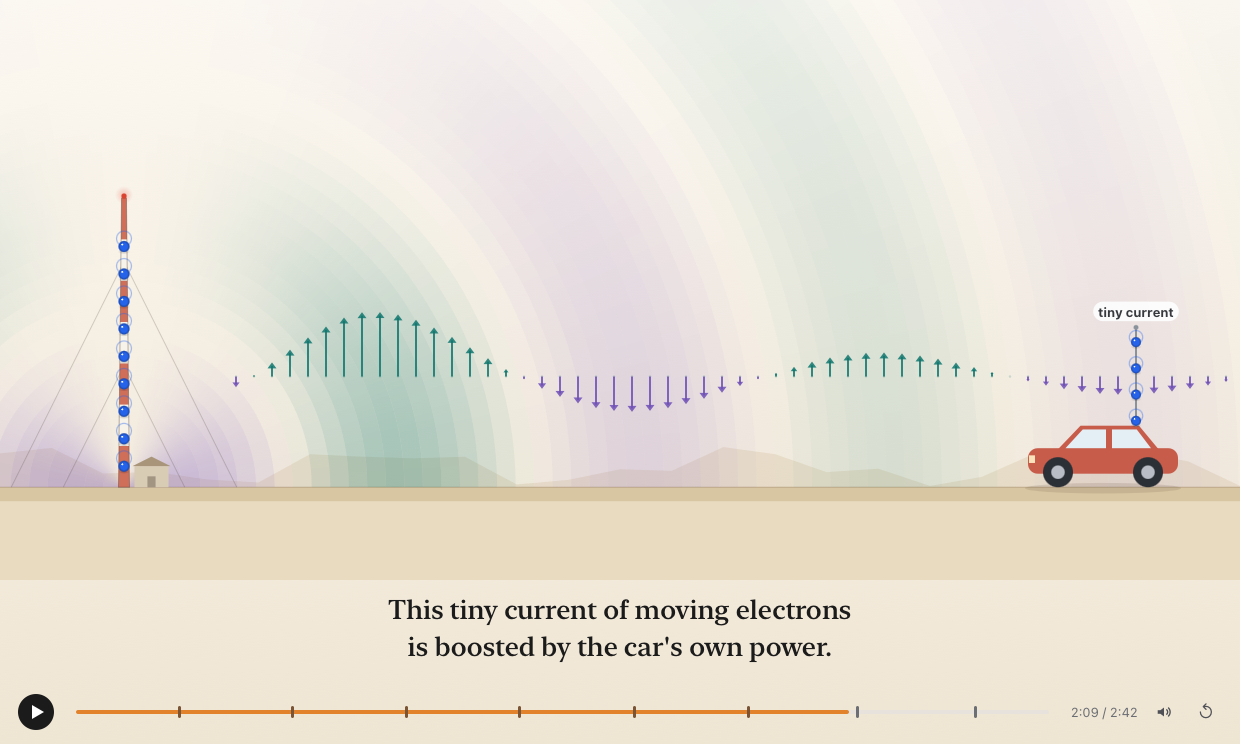 tiny current
This tiny current of moving electrons
is boosted by the car's own power.
2:09 / 2:42